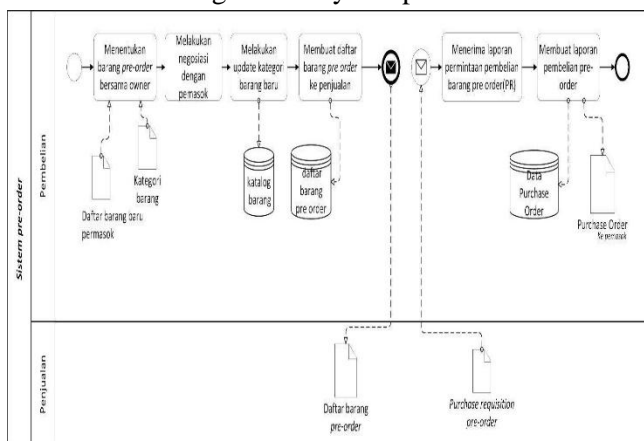 Sistem pre-order
Pembelian
Menentukan
barang pre-order
bersama owner
Melakukan
negosiasi
dengan
pemasok
Melakukan
update kategori
barang baru
Membuat daftar
barang pre order
ke penjualan
Menerima laporan
permintaan pembelian
barang pre order(PR)
Membuat laporan
pembelian pre-
order
Daftar barang baru
permasok
Kategori
barang
katalog
barang
daftar
barang
pre order
Data
Purchase
Order
Purchase Order
ke pemasok
Penjualan
Daftar barang
pre-order
Purchase requisition
pre-order